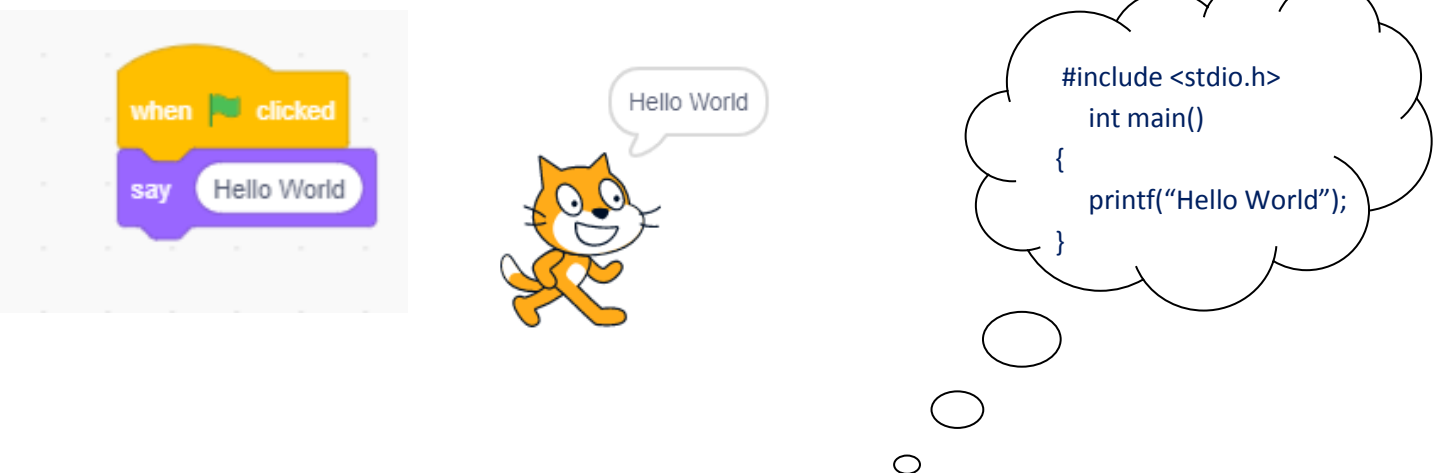 when clicked
say Hello World
Hello World
#include <stdio.h>
int main()
{
printf(“Hello World”);
}